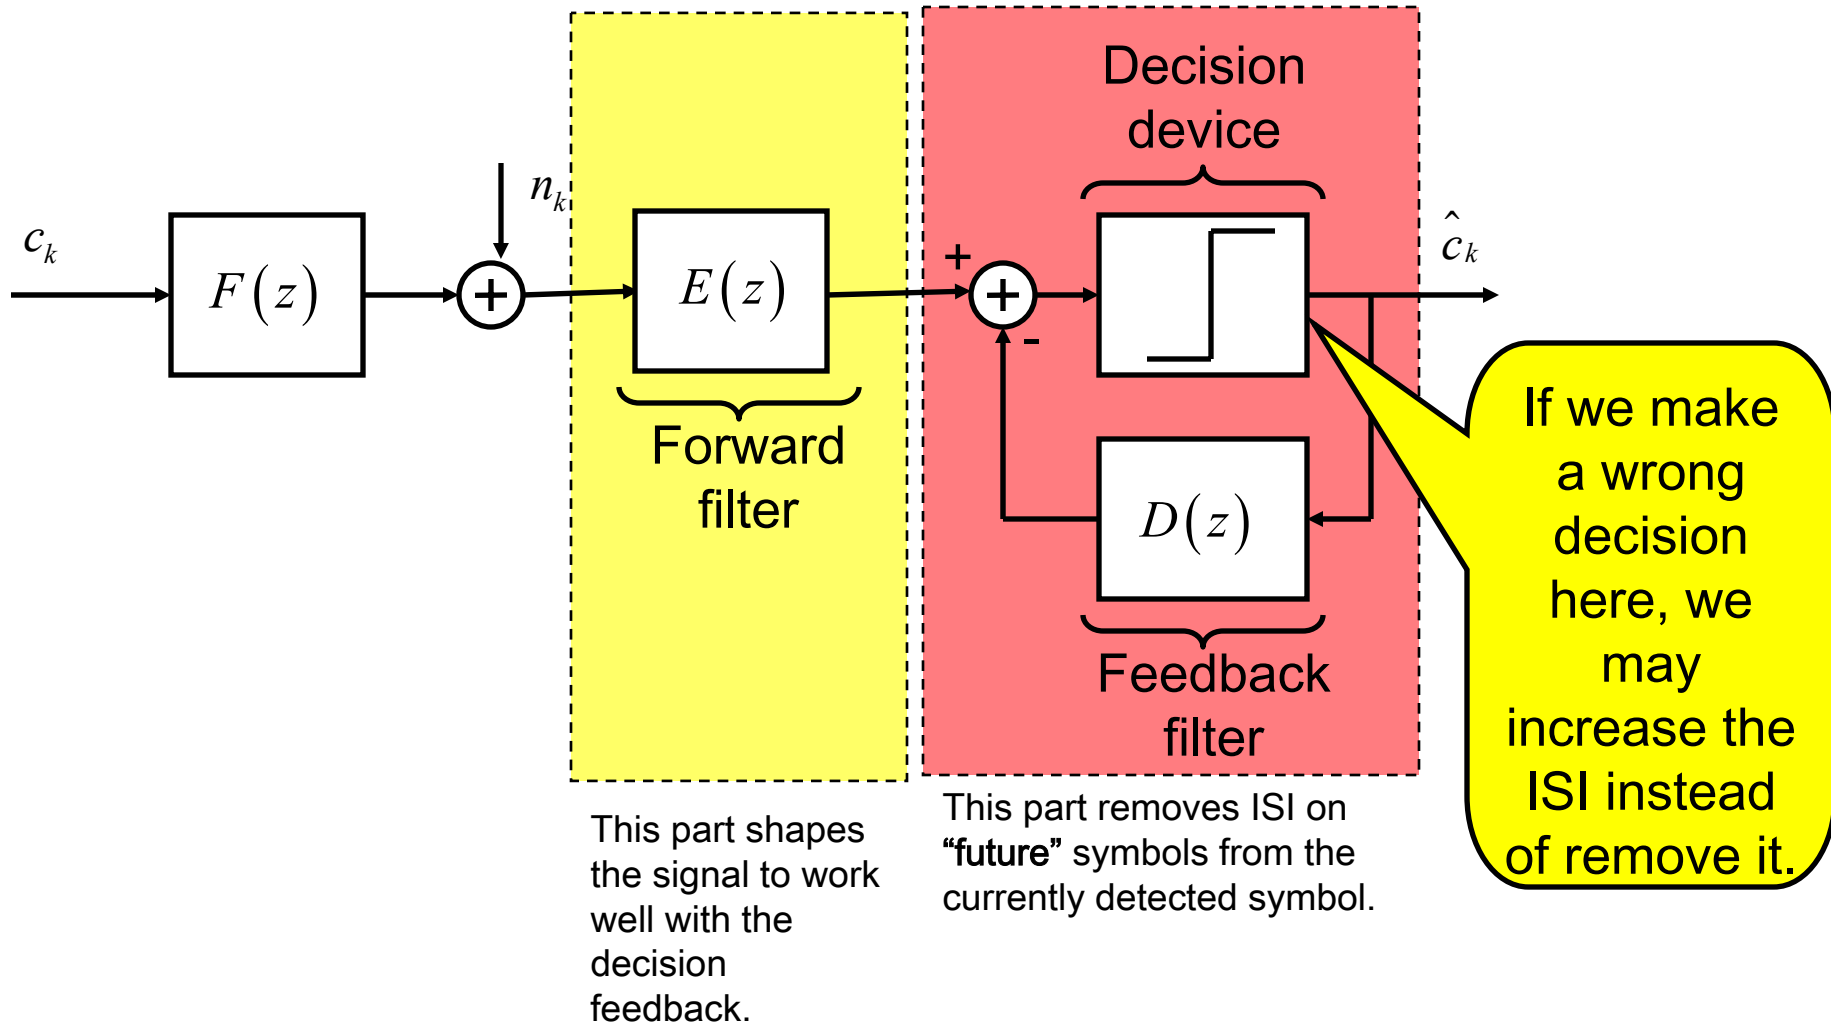 Decision
device
n_k
c_k
F(z)
+
E(z)
+
+
-
ĉ_k
Forward
filter
D(z)
Feedback
filter
If we make
a wrong
decision
here, we
may
increase the
ISI instead
of remove it.
This part shapes
the signal to work
well with the
decision
feedback.
This part removes ISI on
“future” symbols from the
currently detected symbol.